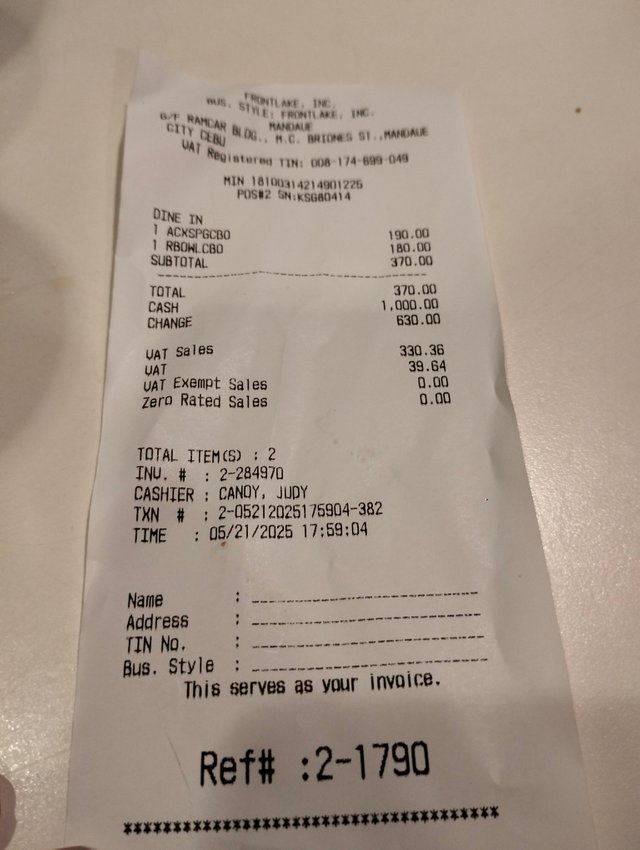 FRONTLAKE, INC.
BUS. STYLE: FRONTLAKE, INC.
MANDAUE
G/F RAMCAR BLDG., M.C. BRIONES ST.,MANDAUE
CITY CEBU
VAT Registered TIN: 008-174-699-049
MIN 18100314214901225
POS#2 SN:KSG80414
DINE IN
1 ACXSPGCBO 190.00
1 RBOWLCBO 180.00
SUBTOTAL 370.00
TOTAL 370.00
CASH 1,000.00
CHANGE 630.00
VAT Sales 330.36
VAT 39.64
VAT Exempt Sales 0.00
Zero Rated Sales 0.00
TOTAL ITEM(S) : 2
INV. # : 2-284970
CASHIER : CANOY, JUDY
TXN # : 2-05212025175904-382
TIME : 05/21/2025 17:59:04
Name :
Address :
TIN No. :
Bus. Style :
This serves as your invoice.
Ref# :2-1790
****************************************